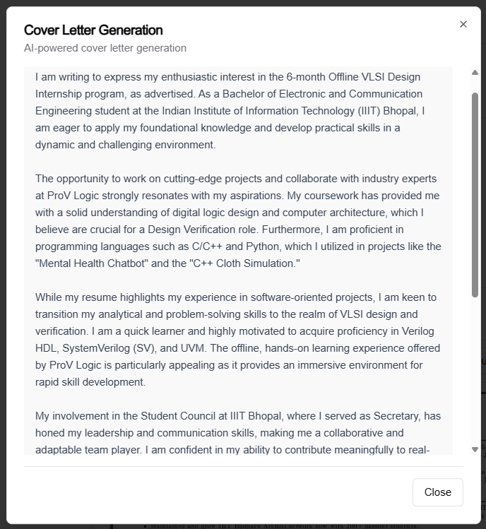 Cover Letter Generation
AI-powered cover letter generation
I am writing to express my enthusiastic interest in the 6-month Offline VLSI Design
Internship program, as advertised. As a Bachelor of Electronic and Communication
Engineering student at the Indian Institute of Information Technology (IIIT) Bhopal, I
am eager to apply my foundational knowledge and develop practical skills in a
dynamic and challenging environment.
The opportunity to work on cutting-edge projects and collaborate with industry experts
at ProV Logic strongly resonates with my aspirations. My coursework has provided me
with a solid understanding of digital logic design and computer architecture, which I
believe are crucial for a Design Verification role. Furthermore, I am proficient in
programming languages such as C/C++ and Python, which I utilized in projects like the
"Mental Health Chatbot" and the "C++ Cloth Simulation."
While my resume highlights my experience in software-oriented projects, I am keen to
transition my analytical and problem-solving skills to the realm of VLSI design and
verification. I am a quick learner and highly motivated to acquire proficiency in Verilog
HDL, SystemVerilog (SV), and UVM. The offline, hands-on learning experience offered
by ProV Logic is particularly appealing as it provides an immersive environment for
rapid skill development.
My involvement in the Student Council at IIIT Bhopal, where I served as Secretary, has
honed my leadership and communication skills, making me a collaborative and
adaptable team player. I am confident in my ability to contribute meaningfully to real-
Close